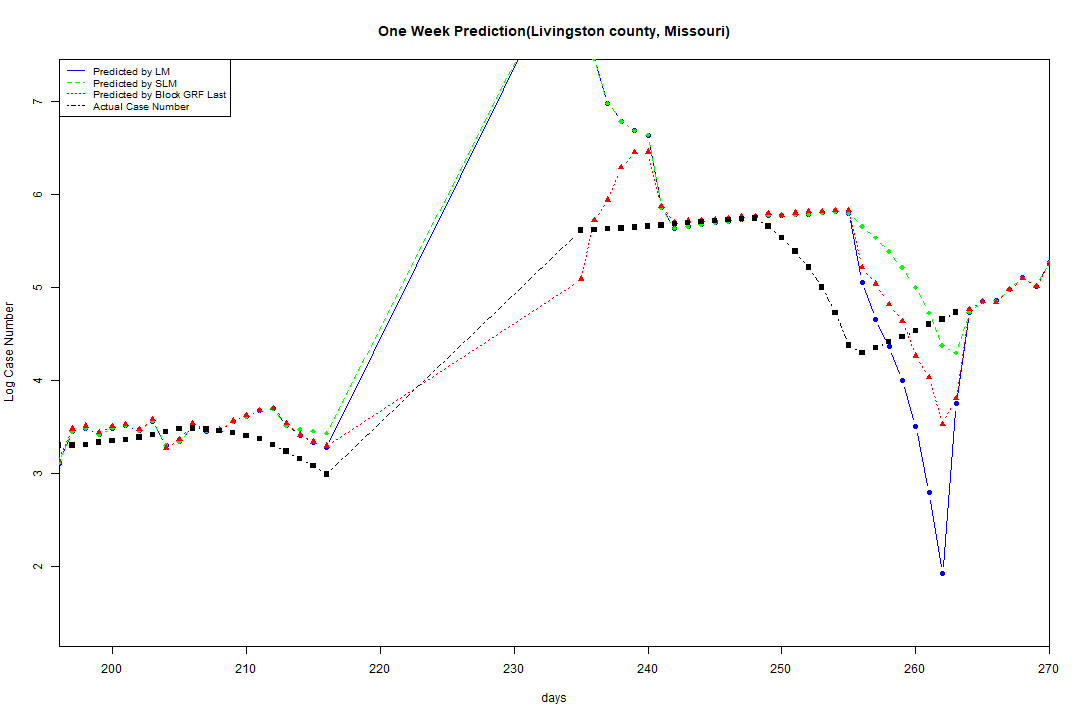 One Week Prediction(Livingston county, Missouri)
Predicted by LM
Predicted by SLM
Predicted by Block GRF Last
Actual Case Number
Log Case Number
7
6
5
4
3
2
200 210 220 230 240 250 260 270
days